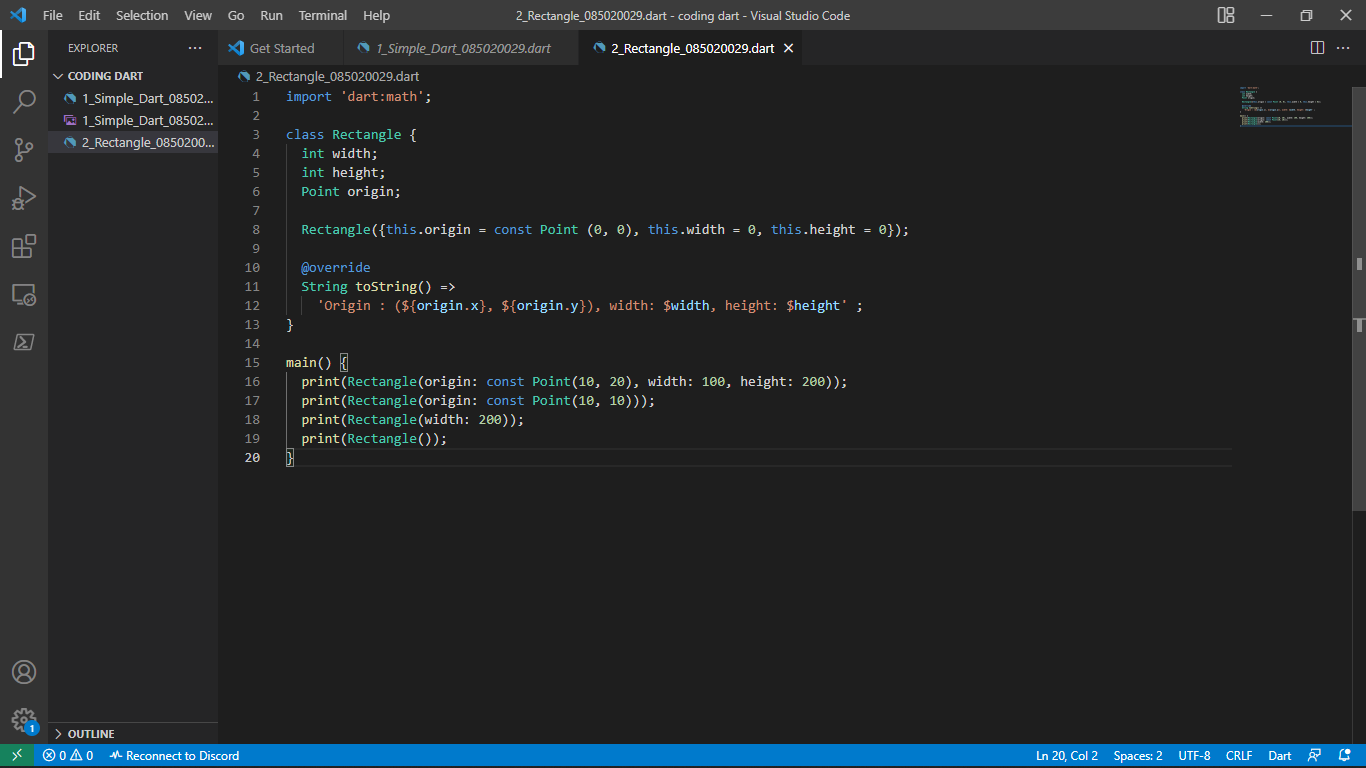 File Edit Selection View Go Run Terminal Help 2_Rectangle_085020029.dart - coding dart - Visual Studio Code
EXPLORER ...
Get Started 1_Simple_Dart_085020029.dart 2_Rectangle_085020029.dart
CODING DART
1_Simple_Dart_08502...
1_Simple_Dart_08502...
2_Rectangle_0850200...
2_Rectangle_085020029.dart
1 import 'dart:math';
2
3 class Rectangle {
4   int width;
5   int height;
6   Point origin;
7
8   Rectangle({this.origin = const Point (0, 0), this.width = 0, this.height = 0});
9
10   @override
11   String toString() =>
12     'Origin : (${origin.x}, ${origin.y}), width: $width, height: $height' ;
13 }
14
15 main() {
16   print(Rectangle(origin: const Point(10, 20), width: 100, height: 200));
17   print(Rectangle(origin: const Point(10, 10)));
18   print(Rectangle(width: 200));
19   print(Rectangle());
20 }
OUTLINE
1
0 0 Reconnect to Discord Ln 20, Col 2 Spaces: 2 UTF-8 CRLF Dart